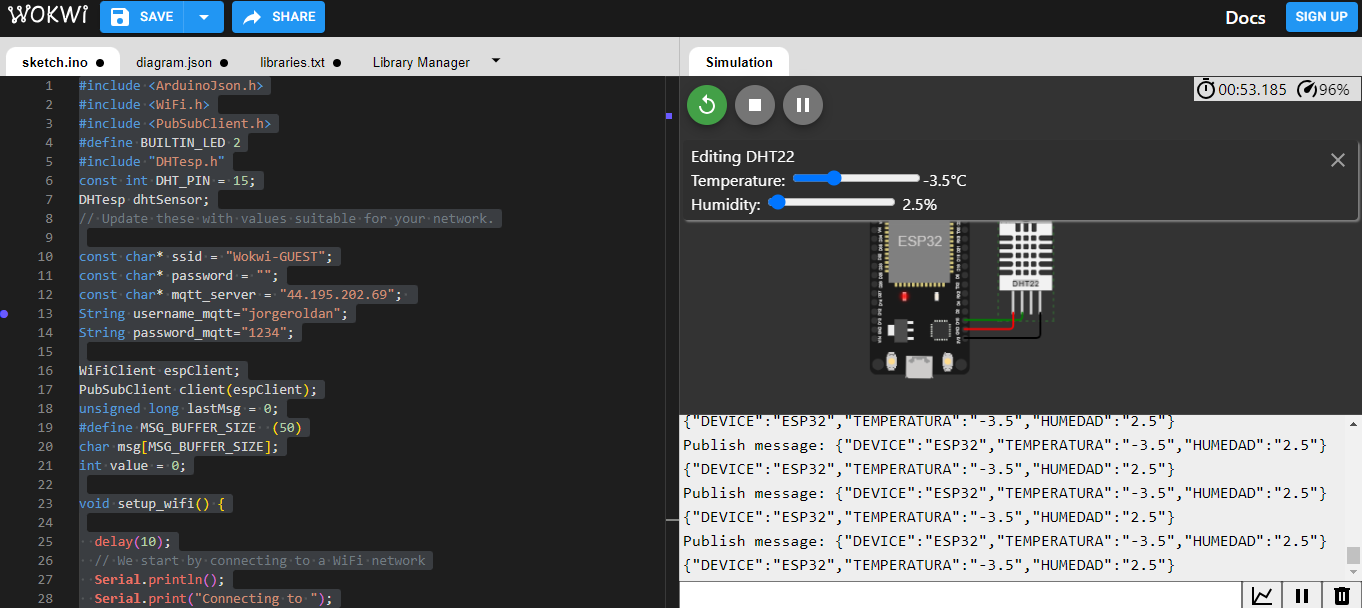 WOKWI
SAVE
SHARE
Docs
SIGN UP
sketch.ino
diagram.json
libraries.txt
Library Manager
1 #include <ArduinoJson.h>
2 #include <WiFi.h>
3 #include <PubSubClient.h>
4 #define BUILTIN_LED 2
5 #include "DHTesp.h"
6 const int DHT_PIN = 15;
7 DHTesp dhtSensor;
8 // Update these with values suitable for your network.
9
10 const char* ssid = "Wokwi-GUEST";
11 const char* password = "";
12 const char* mqtt_server = "44.195.202.69";
13 String username_mqtt="jorgeroldan";
14 String password_mqtt="1234";
15
16 WiFiClient espClient;
17 PubSubClient client(espClient);
18 unsigned long lastMsg = 0;
19 #define MSG_BUFFER_SIZE  (50)
20 char msg[MSG_BUFFER_SIZE];
21 int value = 0;
22
23 void setup_wifi() {
24
25   delay(10);
26   // We start by connecting to a WiFi network
27   Serial.println();
28   Serial.print("Connecting to ");
Simulation
00:53.185 96%
Editing DHT22
Temperature: -3.5°C
Humidity: 2.5%
ESP32
DHT22
{"DEVICE":"ESP32","TEMPERATURA":"-3.5","HUMEDAD":"2.5"}
Publish message: {"DEVICE":"ESP32","TEMPERATURA":"-3.5","HUMEDAD":"2.5"}
{"DEVICE":"ESP32","TEMPERATURA":"-3.5","HUMEDAD":"2.5"}
Publish message: {"DEVICE":"ESP32","TEMPERATURA":"-3.5","HUMEDAD":"2.5"}
{"DEVICE":"ESP32","TEMPERATURA":"-3.5","HUMEDAD":"2.5"}
Publish message: {"DEVICE":"ESP32","TEMPERATURA":"-3.5","HUMEDAD":"2.5"}
{"DEVICE":"ESP32","TEMPERATURA":"-3.5","HUMEDAD":"2.5"}